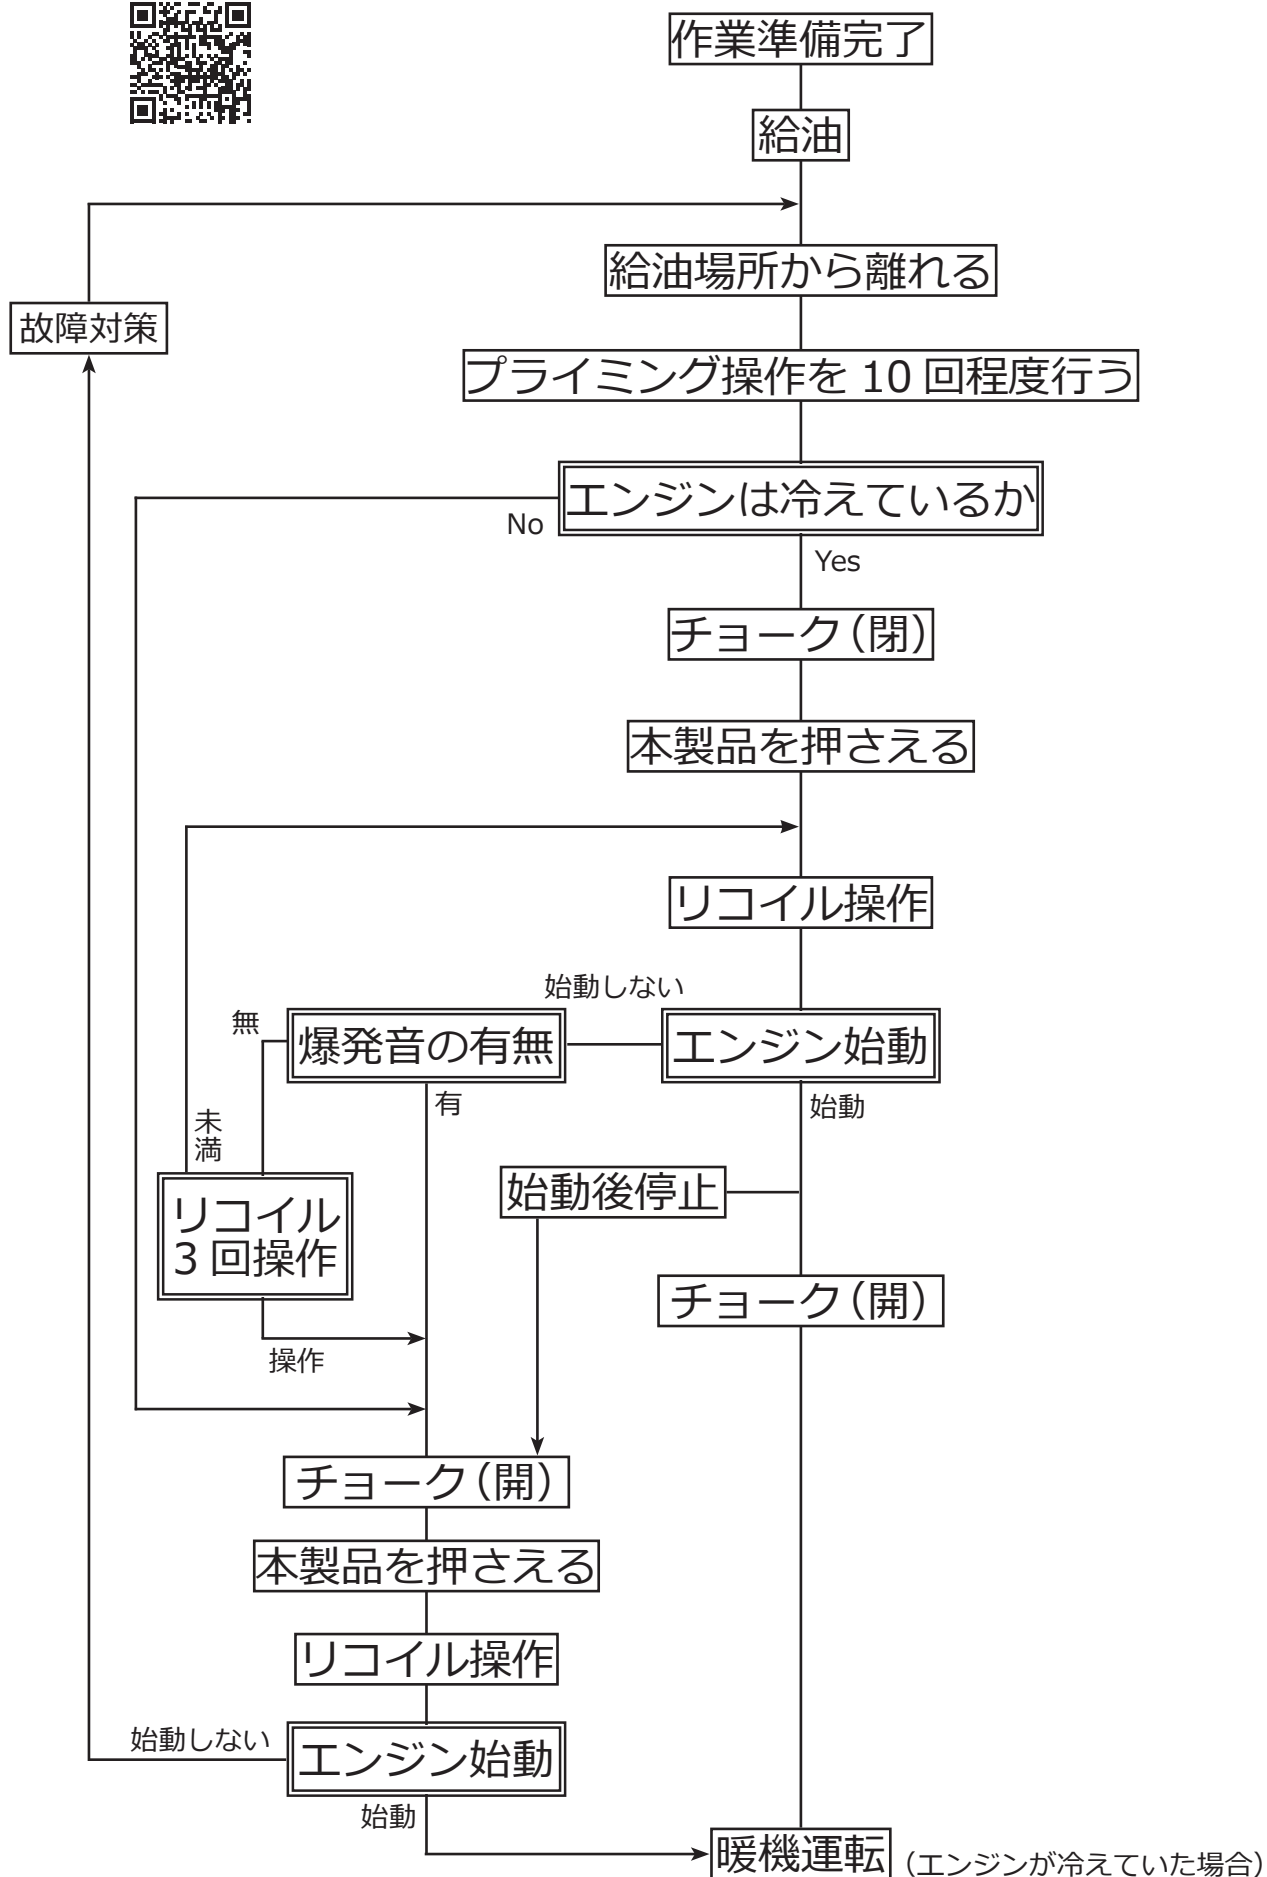 作業準備完了
給油
給油場所から離れる
故障対策
プライミング操作を 10 回程度行う
エンジンは冷えているか
No
Yes
チョーク（閉）
本製品を押さえる
リコイル操作
始動しない
無
爆発音の有無
エンジン始動
有
始動
未満
始動後停止
リコイル
3 回操作
チョーク（開）
操作
チョーク（開）
本製品を押さえる
リコイル操作
始動しない
エンジン始動
始動
暖機運転
（エンジンが冷えていた場合）